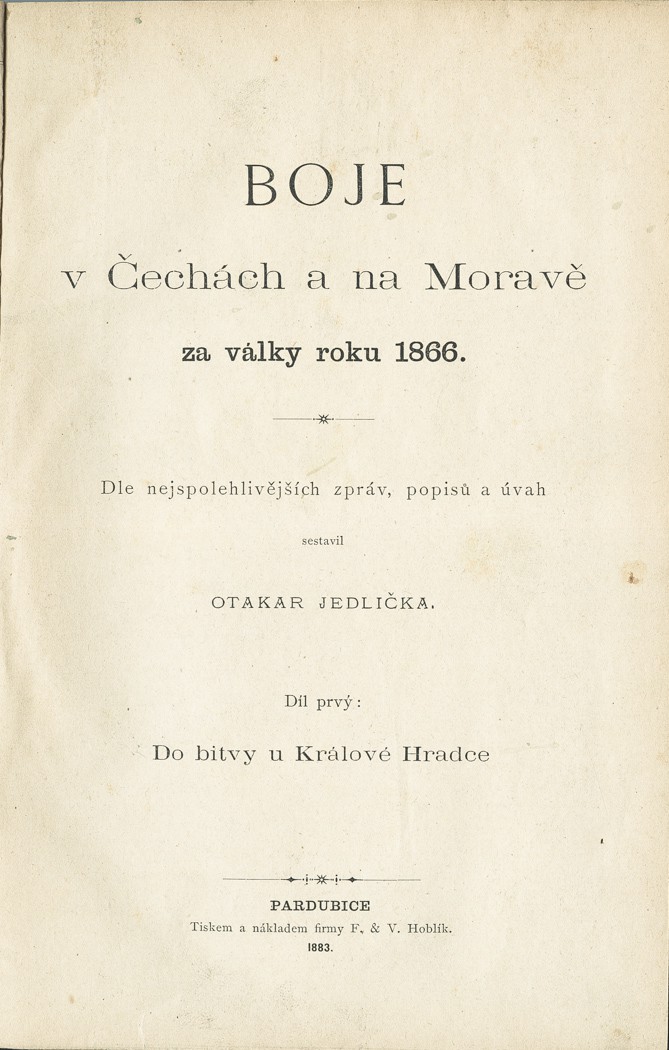 BOJE
v Čechách a na Moravě
za války roku 1866.
Dle nejspolehlivějších zpráv, popisů a úvah
sestavil
OTAKAR JEDLIČKA.
Díl prvý:
Do bitvy u Králové Hradce
PARDUBICE
Tiskem a nákladem firmy F. & V. Hoblík.
1883.